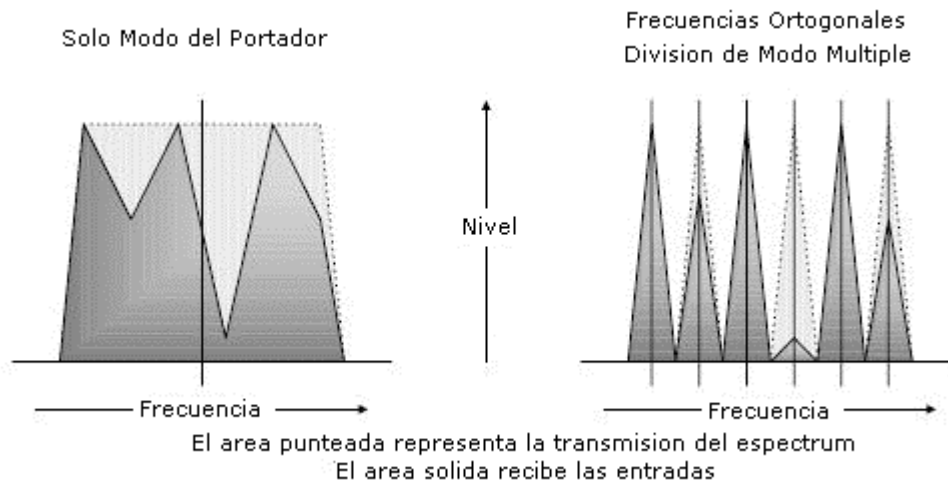 Solo Modo del Portador
Frecuencias Ortogonales
Division de Modo Multiple
Nivel
Frecuencia
Frecuencia
El area punteada representa la transmision del espectrum
El area solida recibe las entradas